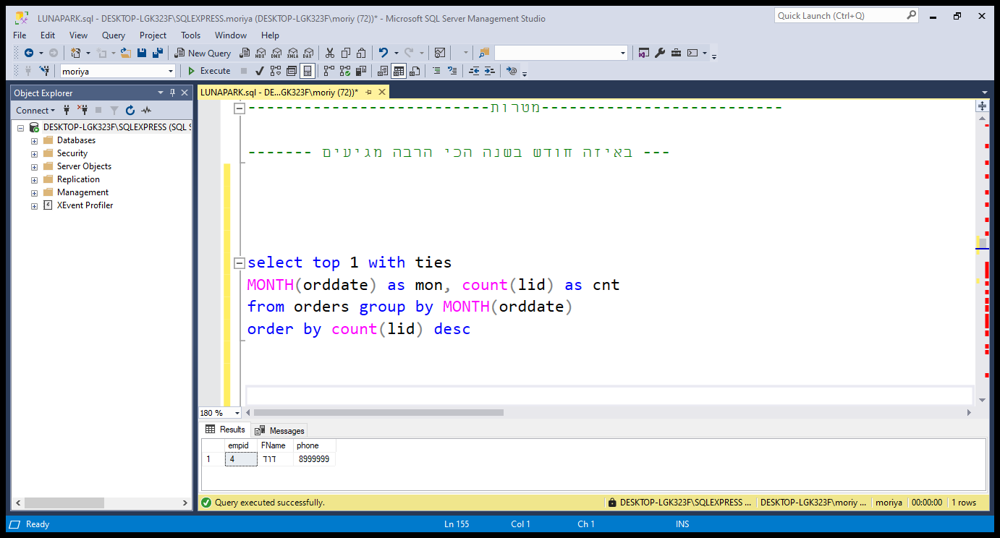 LUNAPARK.sql - DESKTOP-LGK323F\SQLEXPRESS.moriya (DESKTOP-LGK323F\moriy (72))* - Microsoft SQL Server Management Studio
Quick Launch (Ctrl+Q)
File Edit View Query Project Tools Window Help
New Query MDX DMX XMLA DAX
moriya Execute
Object Explorer
LUNAPARK.sql - DE...GK323F\moriy (72))*
Connect
DESKTOP-LGK323F\SQLEXPRESS (SQL S
Databases
Security
Server Objects
Replication
Management
XEvent Profiler
--------------------------מטרות--------------------------
------- באיזה חודש בשנה הכי הרבה מגיעים ---
select top 1 with ties
MONTH(orddate) as mon, count(lid) as cnt
from orders group by MONTH(orddate)
order by count(lid) desc
180 %
Results Messages
empid FName phone
1 4 דוד 8999999
Query executed successfully. DESKTOP-LGK323F\SQLEXPRESS ... DESKTOP-LGK323F\moriy ... moriya 00:00:00 1 rows
Ready Ln 155 Col 1 Ch 1 INS